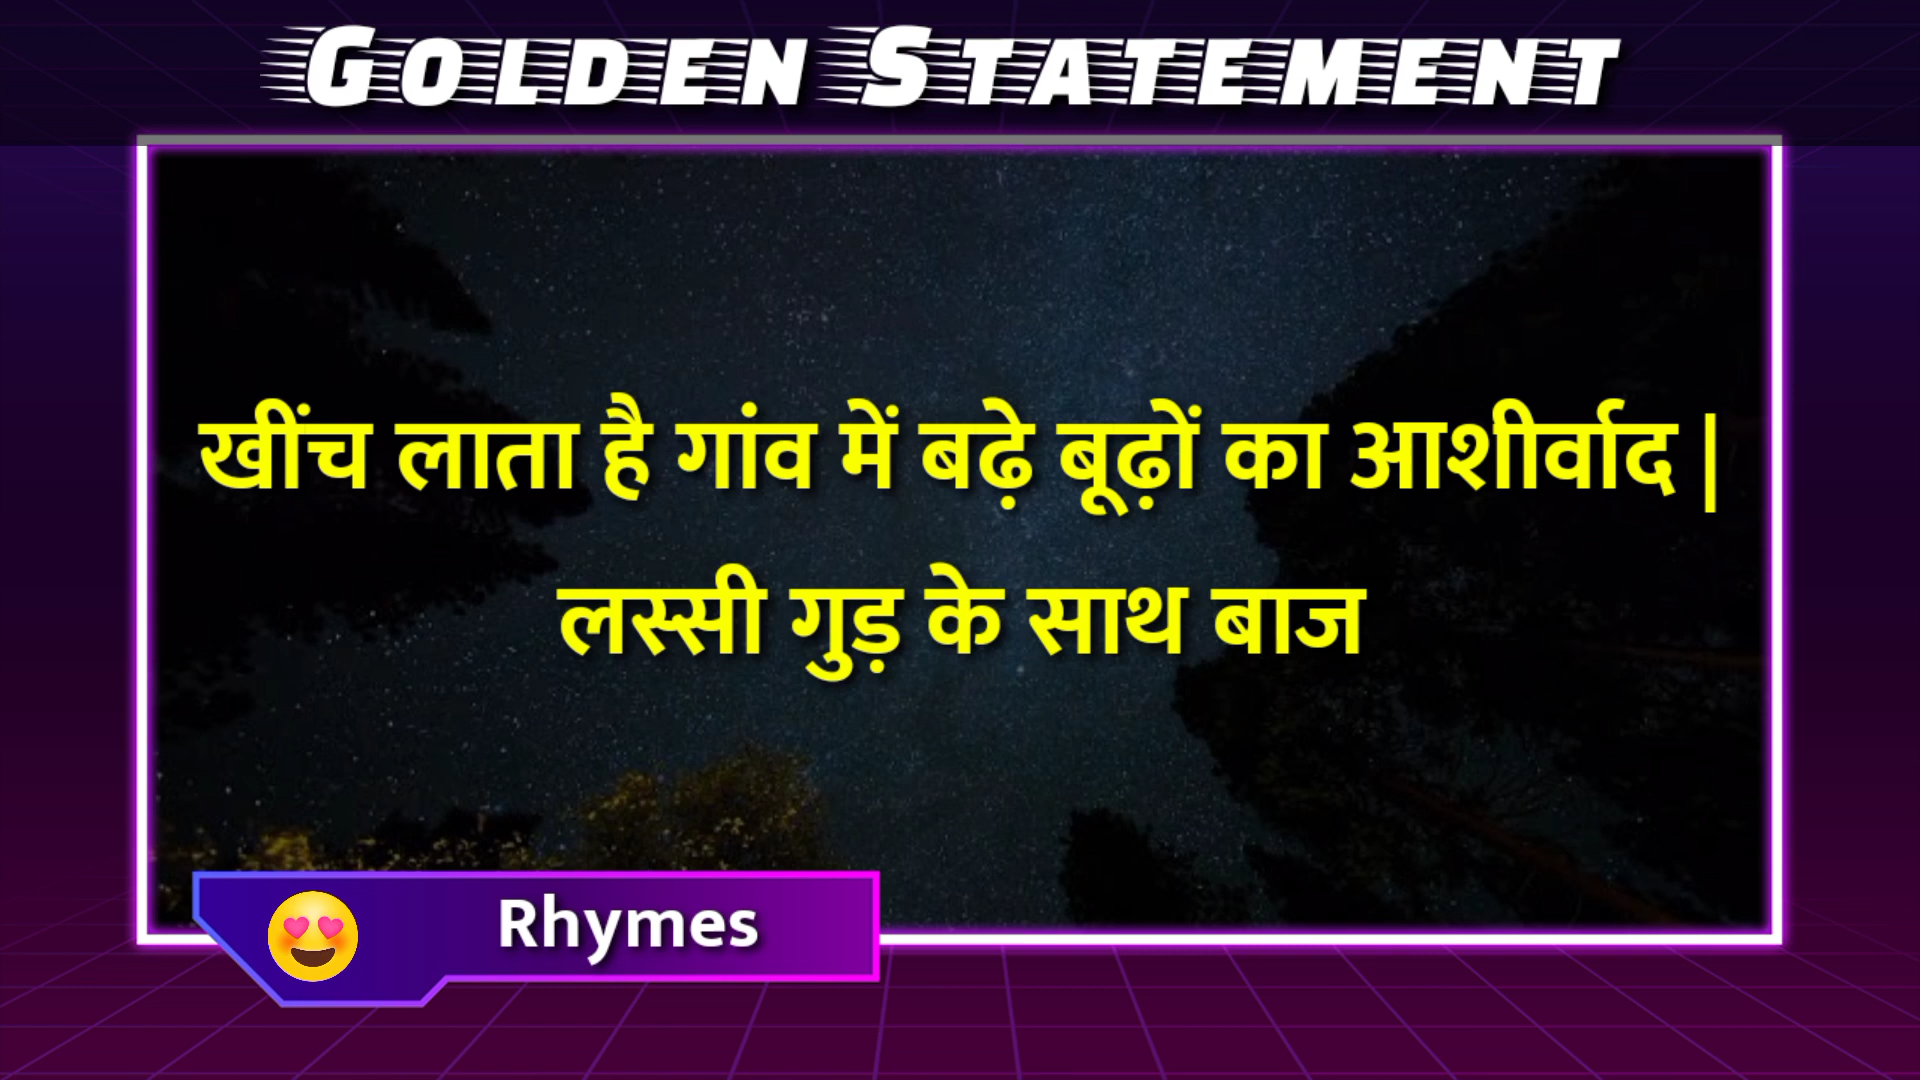 GOLDEN STATEMENT
खींच लाता है गांव में बढ़े बूढ़ों का आशीर्वाद |
लस्सी गुड़ के साथ बाज
Rhymes